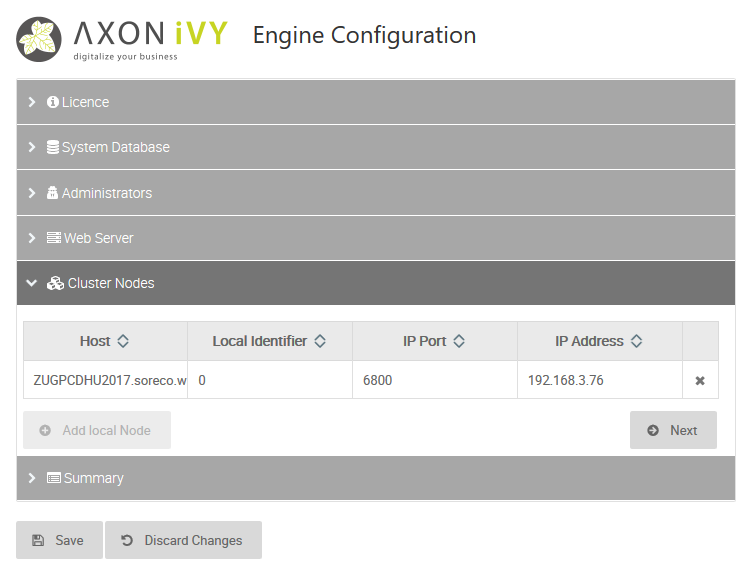 AXON iVY Engine Configuration
digitalize your business
Licence
System Database
Administrators
Web Server
Cluster Nodes
Host Local Identifier IP Port IP Address
ZUGPCDHU2017.soreco.w 0 6800 192.168.3.76
Add local Node Next
Summary
Save Discard Changes